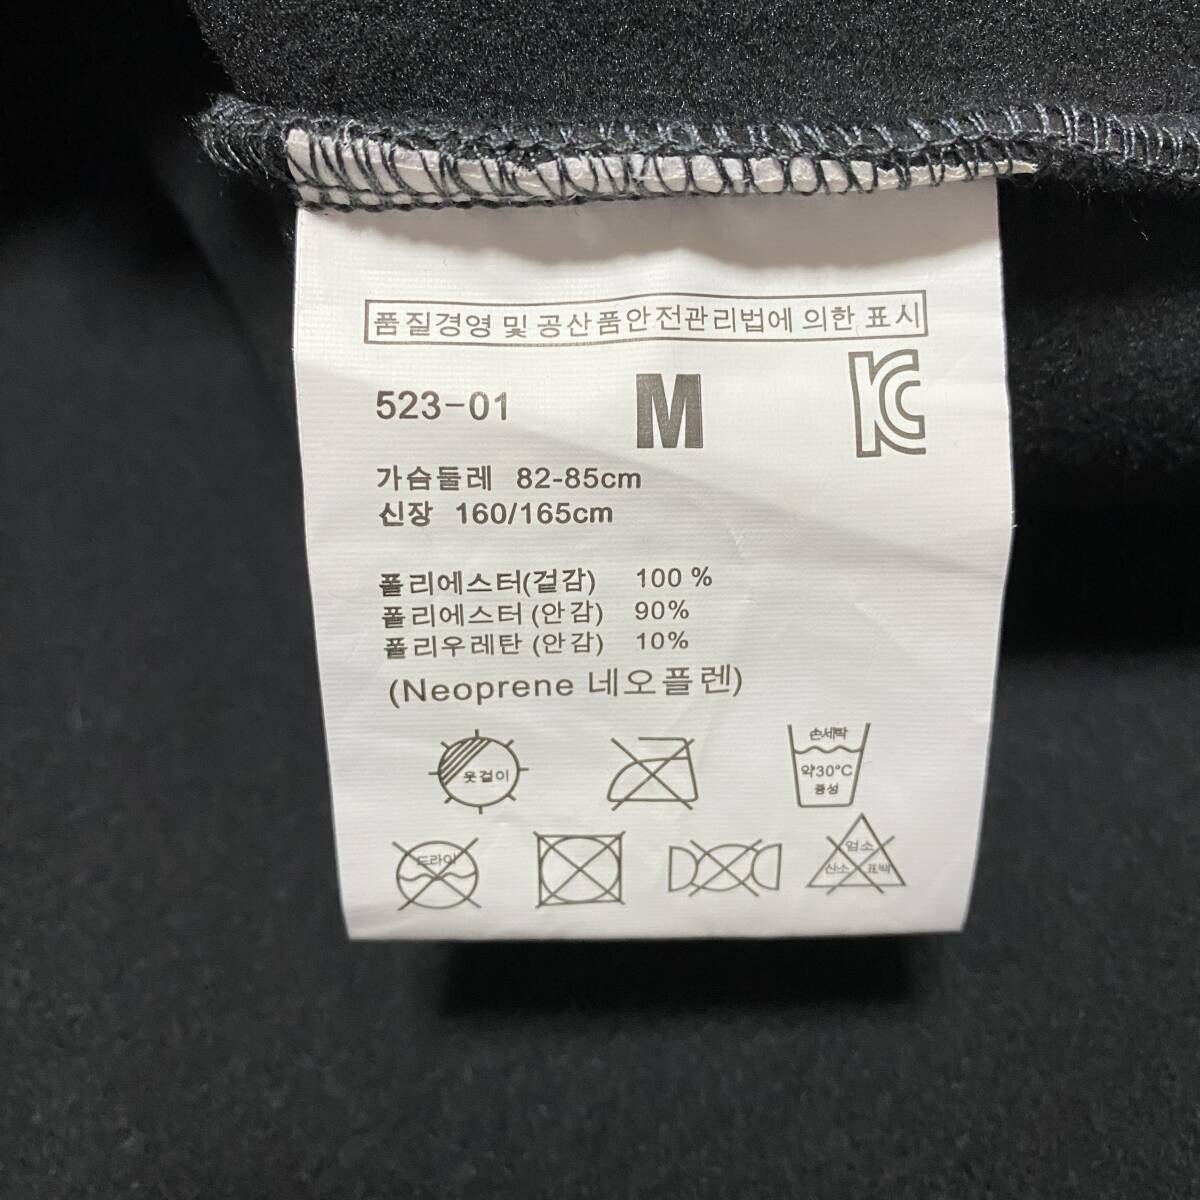 품질경영 및 공산품안전관리법에 의한 표시
523-01 M KC
가슴둘레 82-85cm
신장 160/165cm
폴리에스터(겉감) 100 %
폴리에스터 (안감) 90%
폴리우레탄 (안감) 10%
(Neoprene 네오플렌)
옷걸이
손세탁
약30°C
중성
드라이
염소
산소 표백